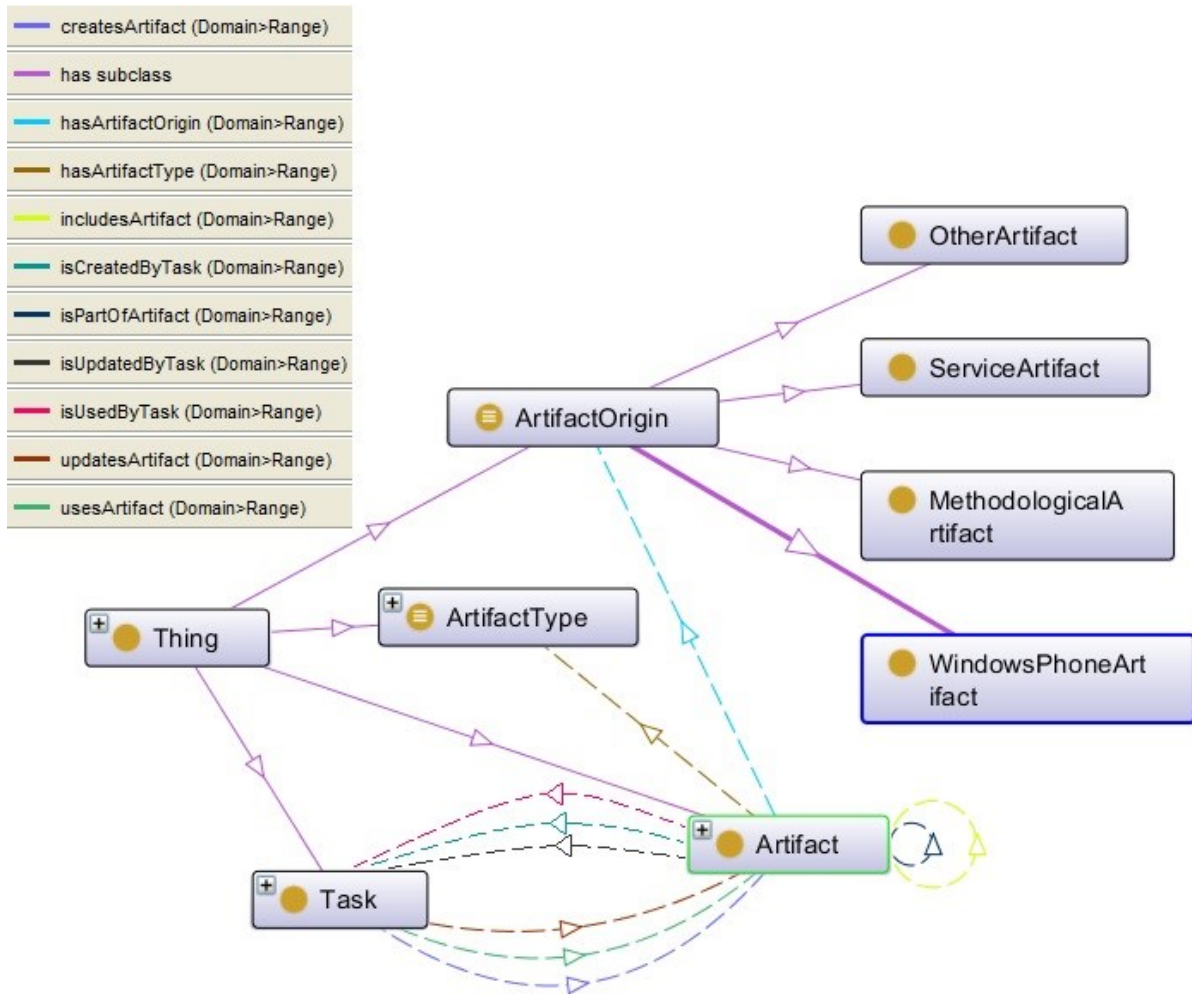 createsArtifact (Domain>Range)
has subclass
hasArtifactOrigin (Domain>Range)
hasArtifactType (Domain>Range)
includesArtifact (Domain>Range)
isCreatedByTask (Domain>Range)
isPartOfArtifact (Domain>Range)
isUpdatedByTask (Domain>Range)
isUsedByTask (Domain>Range)
updatesArtifact (Domain>Range)
usesArtifact (Domain>Range)
OtherArtifact
ServiceArtifact
ArtifactOrigin
MethodologicalA
rtifact
ArtifactType
Thing
WindowsPhoneArt
ifact
Artifact
Task